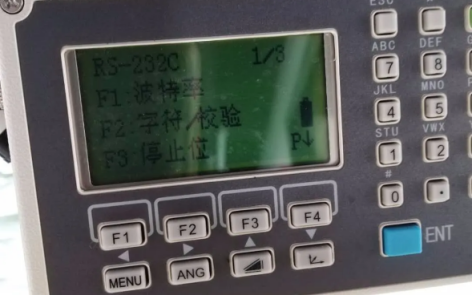 RS-232C 1/3
F1:波特率
F2:字符/校验
F3 停止位 P↓
F1 F2 F3 F4
MENU ANG
ESC
ABC DEF
7 8
JKL MNO
4 5
STU VWX
1 2
#
0 .
ENT